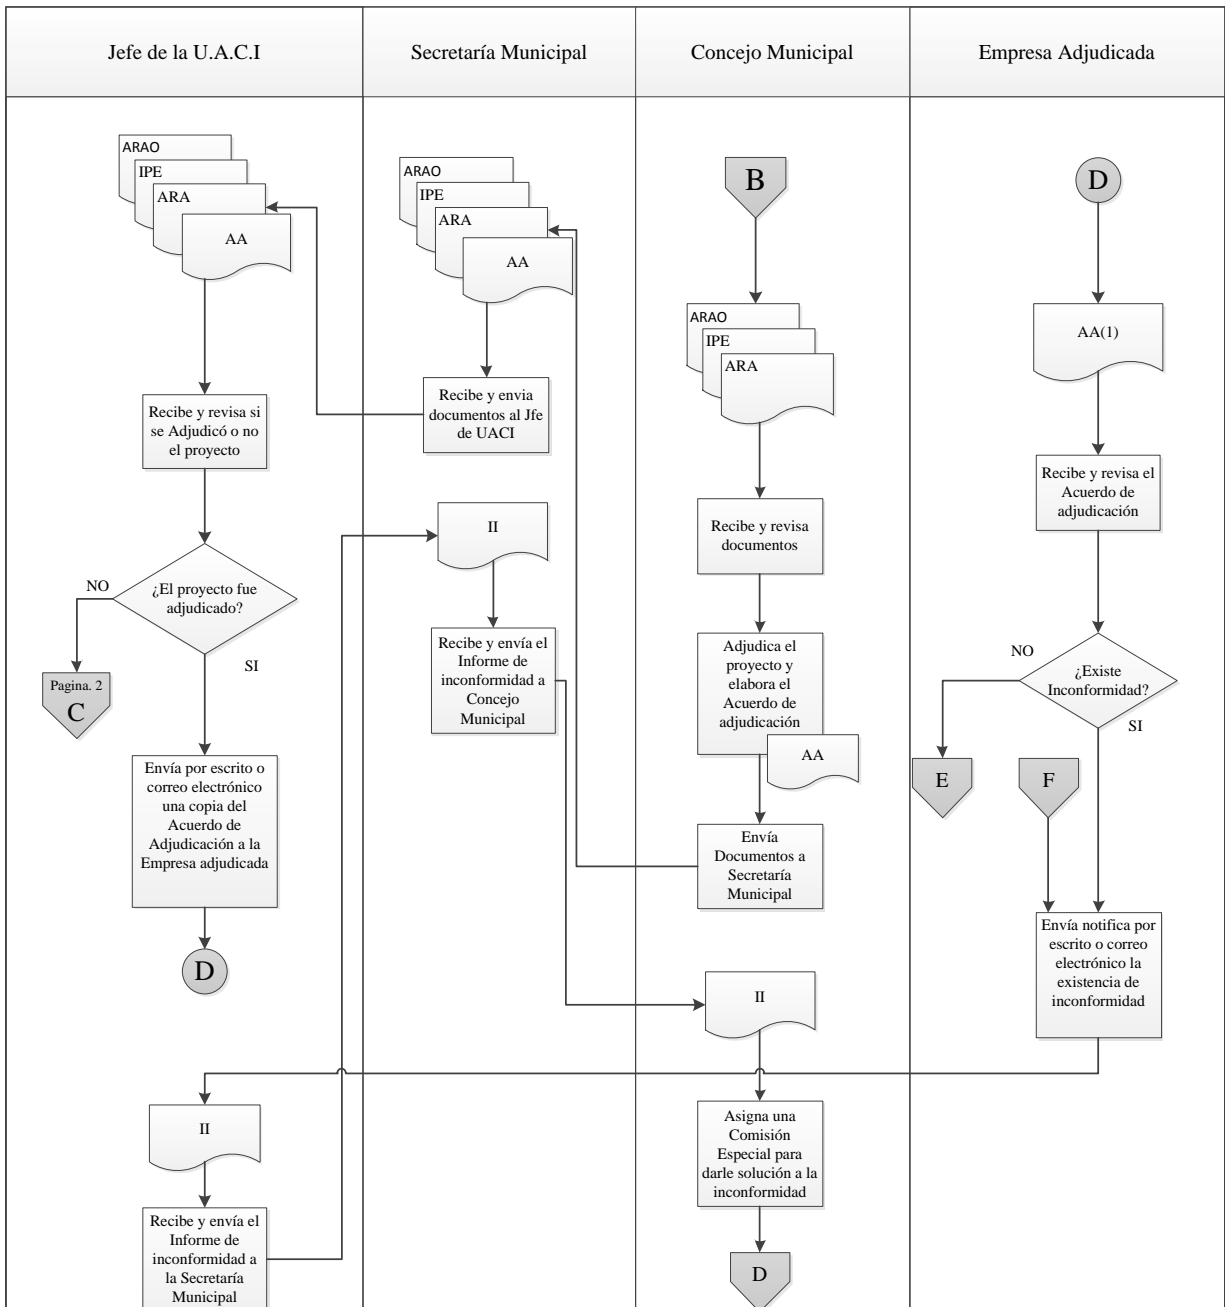 Jefe de la U.A.C.I
Secretaría Municipal
Concejo Municipal
Empresa Adjudicada
ARAO
IPE
ARA
AA
Recibe y revisa si
se Adjudicó o no
el proyecto
¿El proyecto fue
adjudicado?
NO
SI
Pagina. 2
C
Envía por escrito o
correo electrónico
una copia del
Acuerdo de
Adjudicación a la
Empresa adjudicada
D
II
Recibe y envía el
Informe de
inconformidad a
la Secretaría
Municipal
ARAO
IPE
ARA
AA
Recibe y envia
documentos al Jfe
de UACI
II
Recibe y envía el
Informe de
inconformidad a
Concejo
Municipal
B
ARAO
IPE
ARA
Recibe y revisa
documentos
Adjudica el
proyecto y
elabora el
Acuerdo de
adjudicación
AA
Envía
Documentos a
Secretaría
Municipal
II
Asigna una
Comisión
Especial para
darle solución a la
inconformidad
D
D
AA(1)
Recibe y revisa el
Acuerdo de
adjudicación
¿Existe
Inconformidad?
NO
SI
E
F
Envía notifica por
escrito o correo
electrónico la
existencia de
inconformidad